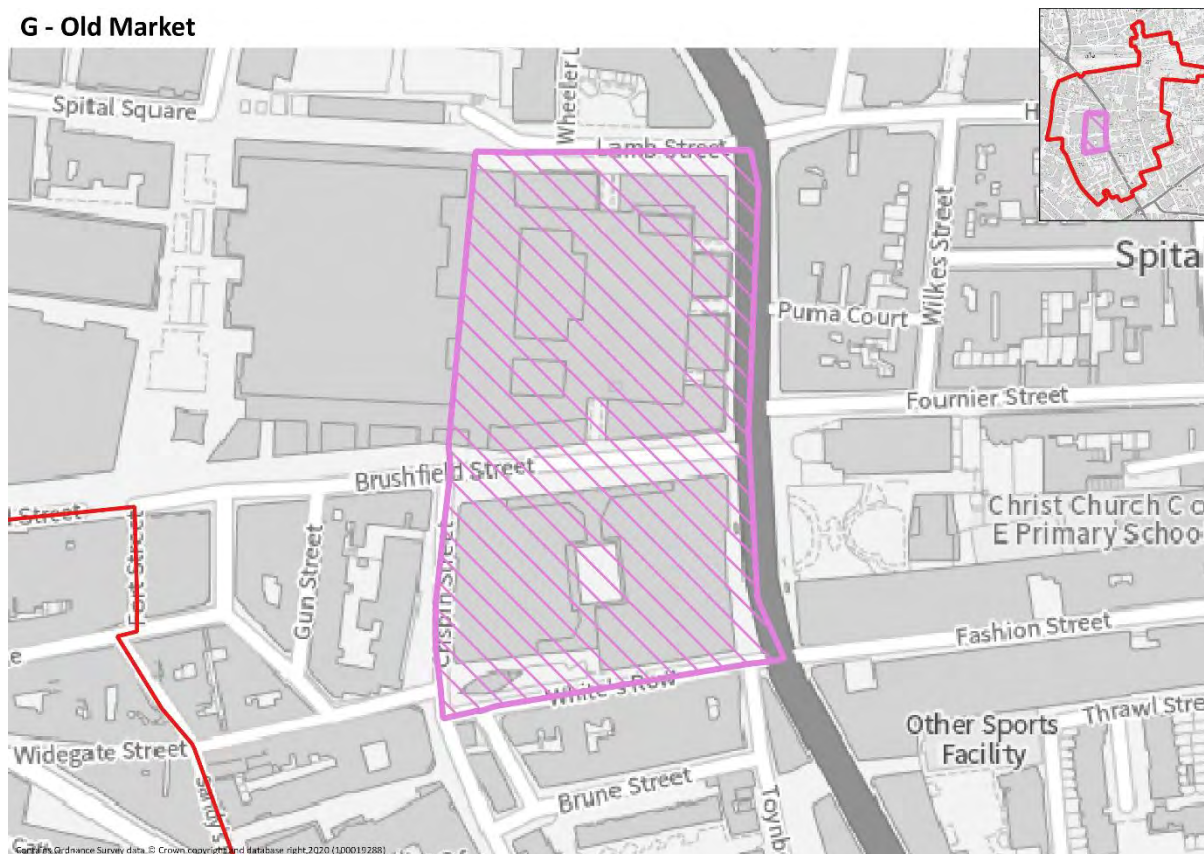 G - Old Market
Spital Square
Wheeler L
Lamb Street
H
Wilkes Street
Spita
Puma Court
Fournier Street
Brushfield Street
Street
Christ Church C o
E Primary Schoo
Fort Street
Gun Street
Crispin Street
Fashion Street
White's Row
Other Sports
Facility
Thrawl Stre
Widegate Street
Brune Street
Toynb
Contains Ordnance Survey data © Crown copyright and database right 2020 (100019288)